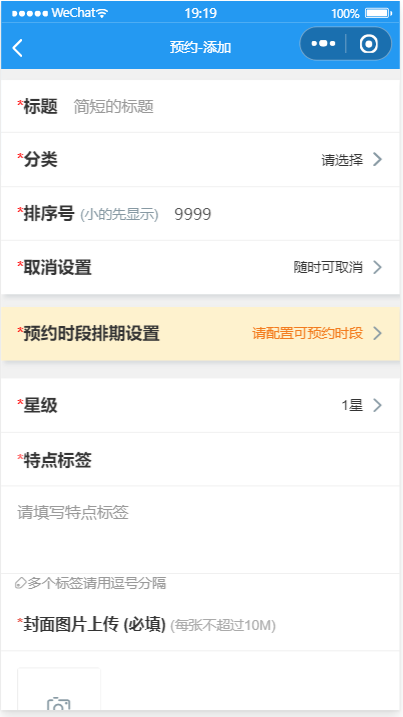 WeChat 19:19 100%
预约-添加
*标题 简短的标题
*分类 请选择
*排序号 (小的先显示) 9999
*取消设置 随时可取消
*预约时段排期设置 请配置可预约时段
*星级 1星
*特点标签
请填写特点标签
多个标签请用逗号分隔
*封面图片上传 (必填) (每张不超过10M)